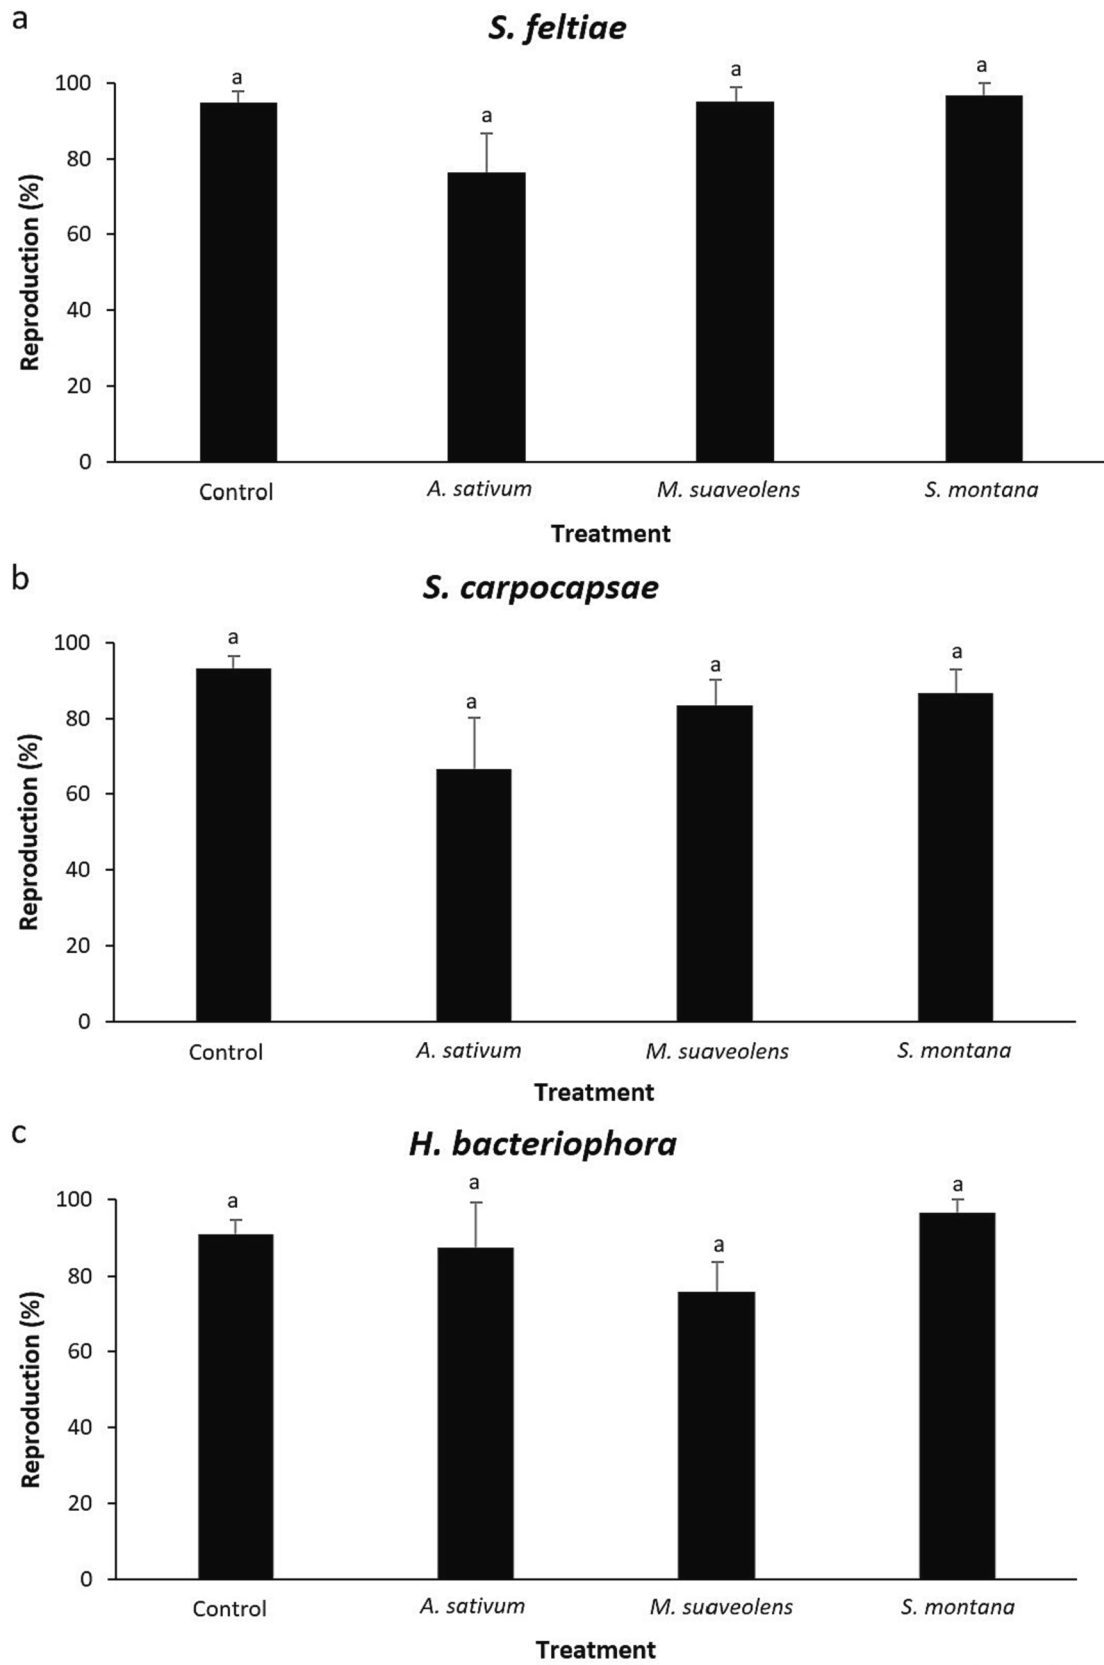 a
S. feltiae
100
80
60
40
20
0
Reproduction (%)
a
a
a
a
Control
A. sativum
M. suaveolens
S. montana
Treatment
b
S. carpocapsae
100
80
60
40
20
0
Reproduction (%)
a
a
a
a
Control
A. sativum
M. suaveolens
S. montana
Treatment
c
H. bacteriophora
100
80
60
40
20
0
Reproduction (%)
a
a
a
a
Control
A. sativum
M. suaveolens
S. montana
Treatment